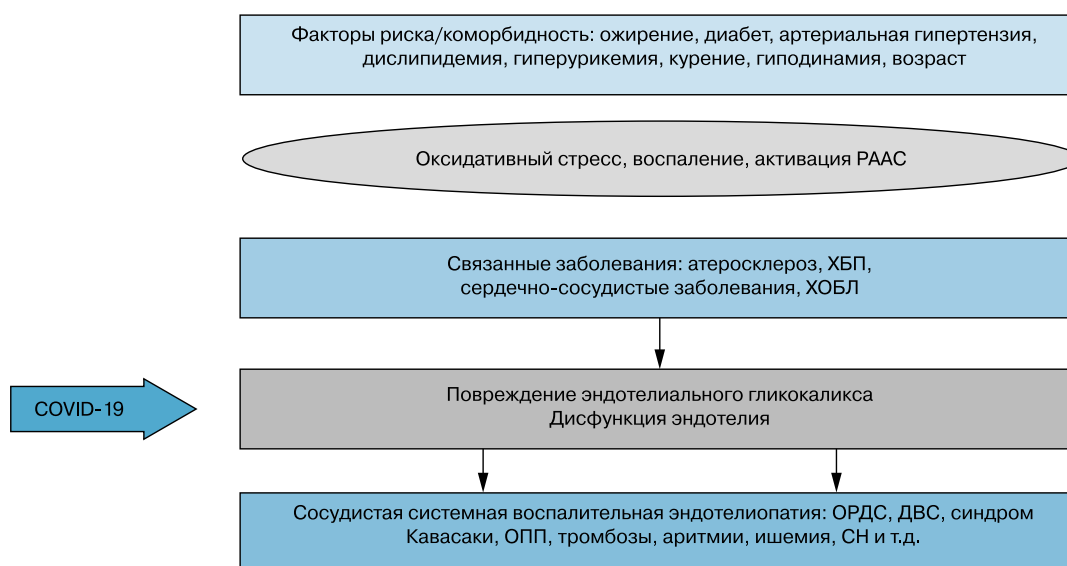 Факторы риска/коморбидность: ожирение, диабет, артериальная гипертензия,
дислипидемия, гиперурикемия, курение, гиподинамия, возраст
Оксидативный стресс, воспаление, активация РААС
Связанные заболевания: атеросклероз, ХБП,
сердечно-сосудистые заболевания, ХОБЛ
COVID-19
Повреждение эндотелиального гликокаликса
Дисфункция эндотелия
Сосудистая системная воспалительная эндотелиопатия: ОРДС, ДВС, синдром
Кавасаки, ОПП, тромбозы, аритмии, ишемия, СН и т.д.